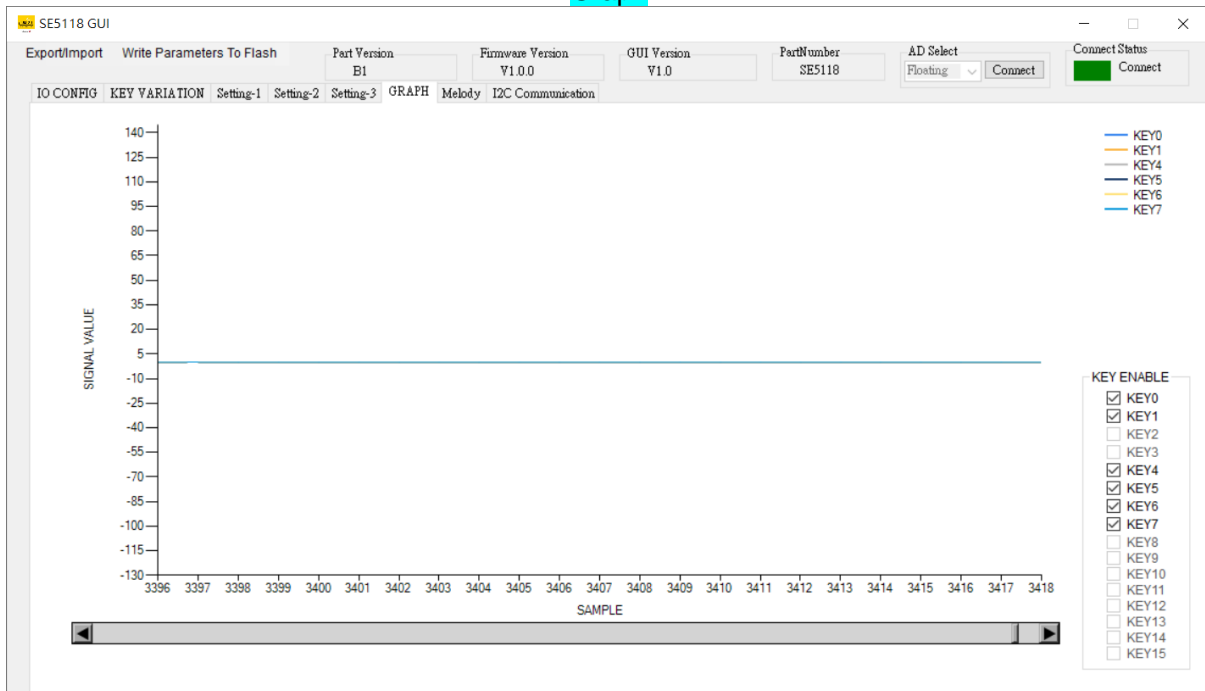 SE5118 GUI
Export/Import Write Parameters To Flash
Part Version
B1
Firmware Version
V1.0.0
GUI Version
V1.0
PartNumber
SE5118
AD Select
Floating Connect
Connect Status
Connect
IO CONFIG KEY VARIATION Setting-1 Setting-2 Setting-3 GRAPH Melody I2C Communication
140
125
110
95
80
65
50
35
20
5
-10
-25
-40
-55
-70
-85
-100
-115
-130
SIGNAL VALUE
3396 3397 3398 3399 3400 3401 3402 3403 3404 3405 3406 3407 3408 3409 3410 3411 3412 3413 3414 3415 3416 3417 3418
SAMPLE
KEY0
KEY1
KEY4
KEY5
KEY6
KEY7
KEY ENABLE
KEY0
KEY1
KEY2
KEY3
KEY4
KEY5
KEY6
KEY7
KEY8
KEY9
KEY10
KEY11
KEY12
KEY13
KEY14
KEY15